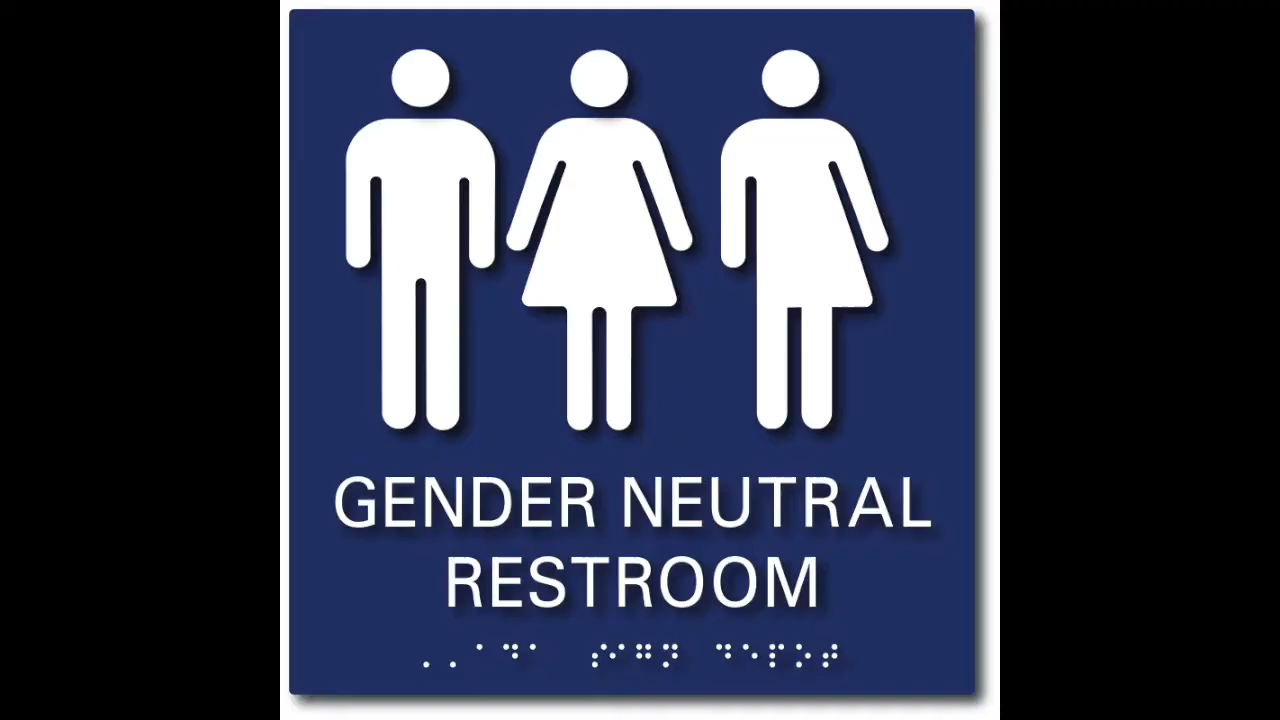 GENDER NEUTRAL
RESTROOM
⠠⠠⠁⠙⠁ ⠎⠊⠛⠝ ⠙⠑⠏⠕⠞